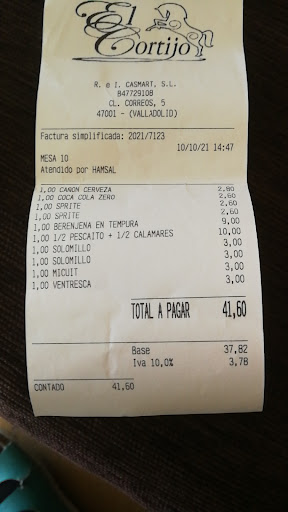 El
Cortijo
R. e I. CASMART, S.L.
B47729108
CL. CORREOS, 5
47001 - (VALLADOLID)
Factura simplificada: 2021/7123
10/10/21 14:47
MESA 10
Atendido por HAMSAL
1,00 CAÑON CERVEZA 2,80
1,00 COCA COLA ZERO 2,60
1,00 SPRITE 2,60
1,00 SPRITE 2,60
1,00 BERENJENA EN TEMPURA 9,00
1,00 1/2 PESCAITO + 1/2 CALAMARES 10,00
1,00 SOLOMILLO 3,00
1,00 SOLOMILLO 3,00
1,00 MICUIT 3,00
1,00 VENTRESCA 3,00
TOTAL A PAGAR 41,60
Base 37,82
Iva 10,0% 3,78
CONTADO 41,60